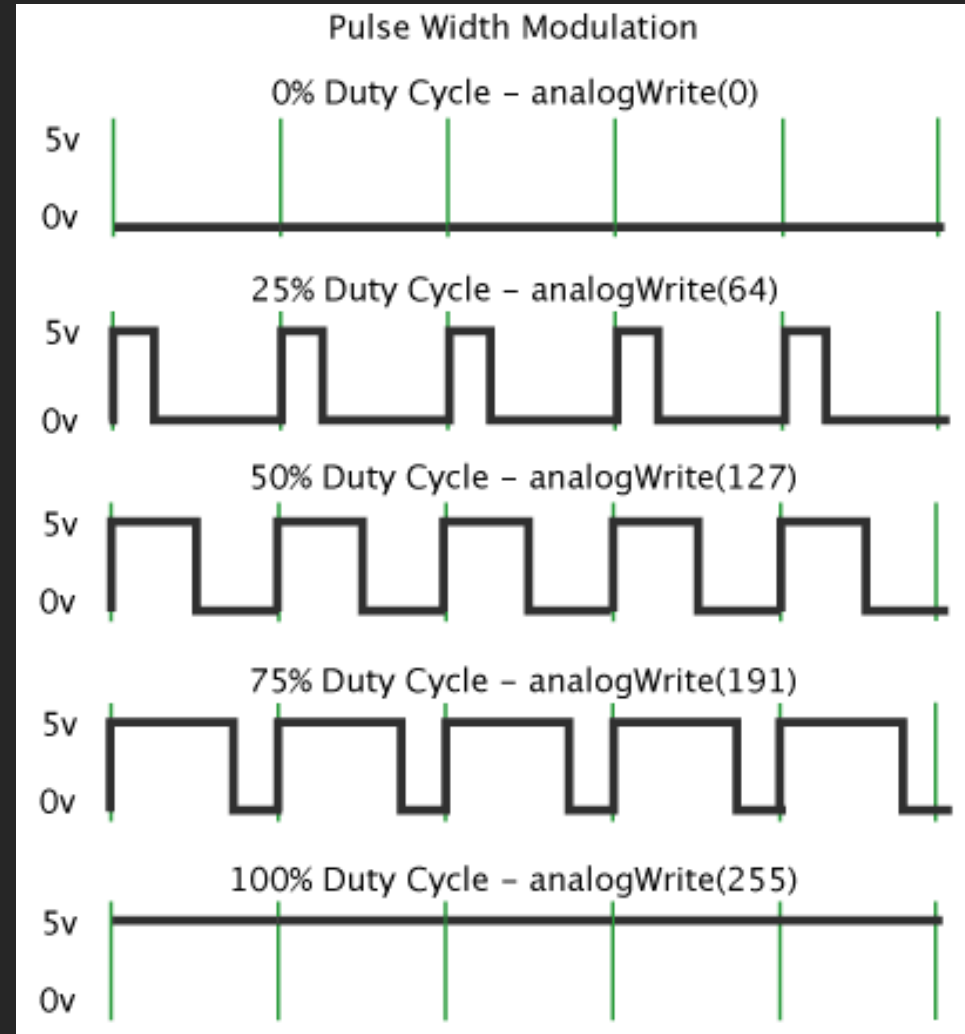 Pulse Width Modulation
0% Duty Cycle – analogWrite(0)
5v
0v
25% Duty Cycle – analogWrite(64)
5v
0v
50% Duty Cycle – analogWrite(127)
5v
0v
75% Duty Cycle – analogWrite(191)
5v
0v
100% Duty Cycle – analogWrite(255)
5v
0v